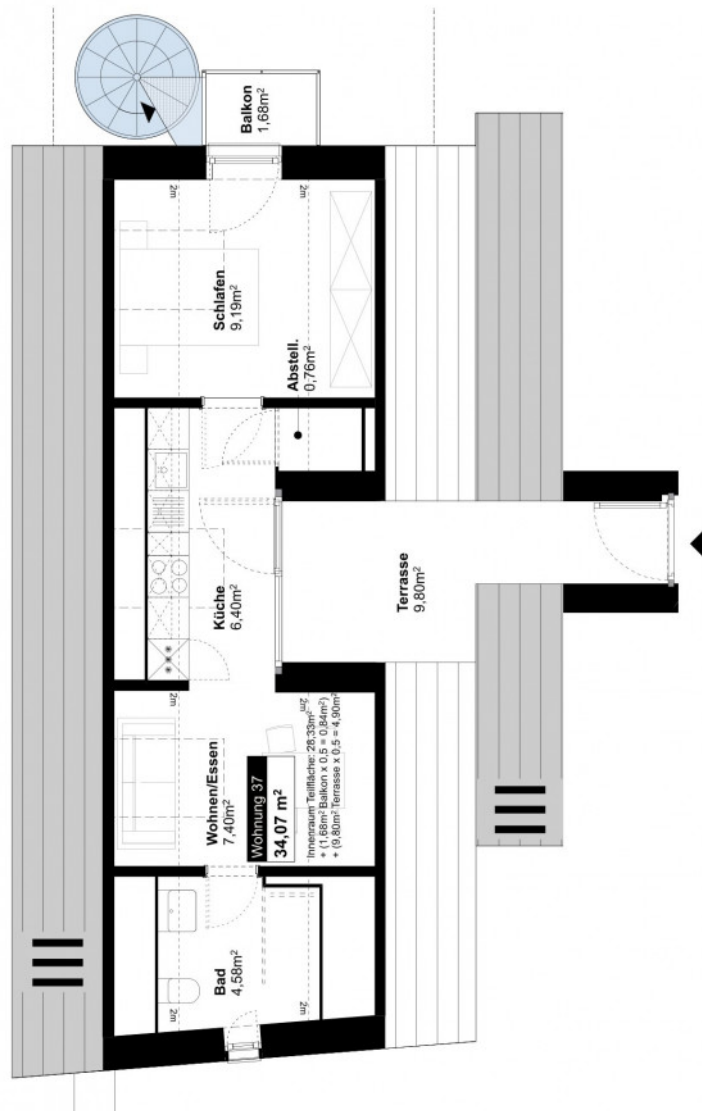 Balkon
1,68m²
2m
2m
Schlafen
9,19m²
Abstell.
0,76m²
Küche
6,40m²
Terrasse
9,80m²
2m
2m
Wohnen/Essen
7,40m²
Wohnung 37
34,07 m²
Innenraum Teilfläche: 28,33m²
+ (1,68m² Balkon x 0,5 = 0,84m²)
+ (9,80m² Terrasse x 0,5 = 4,90m²
Bad
4,58m²
2m
2m